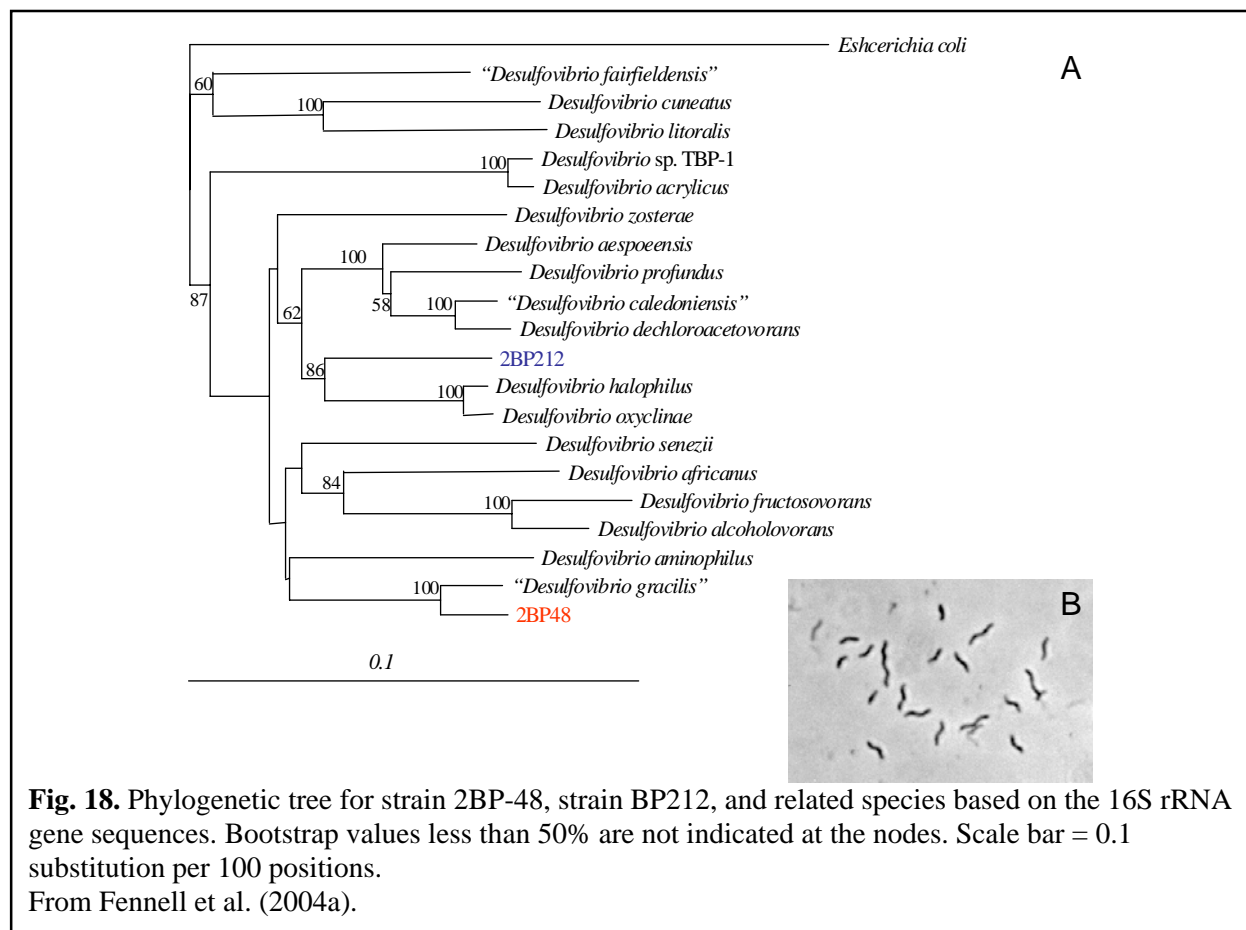 Eshcerichia coli
A
"Desulfovibrio fairfieldensis"
60
Desulfovibrio cuneatus
100
Desulfovibrio litoralis
Desulfovibrio sp. TBP-1
100
Desulfovibrio acrylicus
Desulfovibrio zosterae
Desulfovibrio aespoeensis
100
Desulfovibrio profundus
87
58
"Desulfovibrio caledoniensis"
100
62
Desulfovibrio dechloroacetovorans
2BP212
86
Desulfovibrio halophilus
100
Desulfovibrio oxyclinae
Desulfovibrio senezii
Desulfovibrio africanus
84
Desulfovibrio fructosovorans
100
Desulfovibrio alcoholovorans
Desulfovibrio aminophilus
"Desulfovibrio gracilis"
100
2BP48
B
0.1
Fig. 18. Phylogenetic tree for strain 2BP-48, strain BP212, and related species based on the 16S rRNA
gene sequences. Bootstrap values less than 50% are not indicated at the nodes. Scale bar = 0.1
substitution per 100 positions.
From Fennell et al. (2004a).